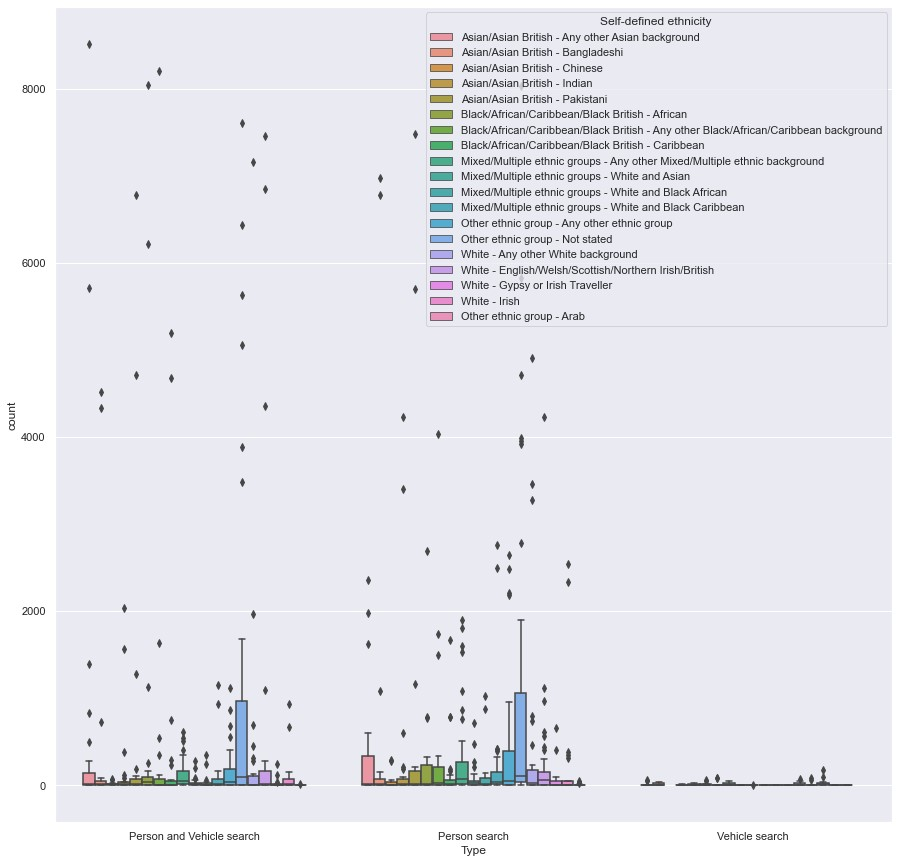 Self-defined ethnicity
Asian/Asian British - Any other Asian background
Asian/Asian British - Bangladeshi
Asian/Asian British - Chinese
Asian/Asian British - Indian
Asian/Asian British - Pakistani
Black/African/Caribbean/Black British - African
Black/African/Caribbean/Black British - Any other Black/African/Caribbean background
Black/African/Caribbean/Black British - Caribbean
Mixed/Multiple ethnic groups - Any other Mixed/Multiple ethnic background
Mixed/Multiple ethnic groups - White and Asian
Mixed/Multiple ethnic groups - White and Black African
Mixed/Multiple ethnic groups - White and Black Caribbean
Other ethnic group - Any other ethnic group
Other ethnic group - Not stated
White - Any other White background
White - English/Welsh/Scottish/Northern Irish/British
White - Gypsy or Irish Traveller
White - Irish
Other ethnic group - Arab
8000
6000
4000
2000
0
count
Person and Vehicle search
Person search
Vehicle search
Type